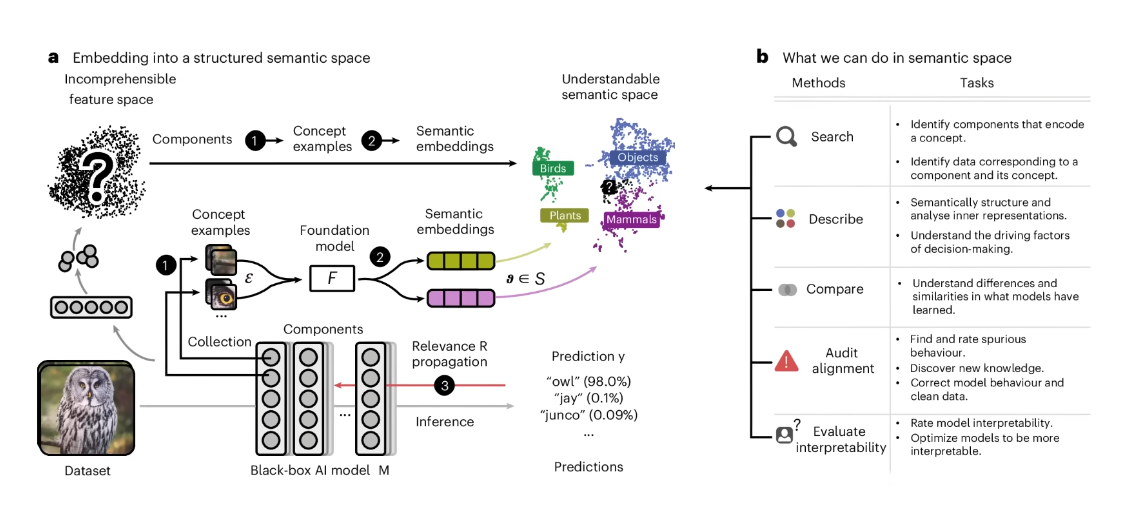 a Embedding into a structured semantic space
Incomprehensible
feature space
Understandable
semantic space
Components
1
Concept
examples
2
Semantic
embeddings
?
Birds
Objects
?
Plants
Mammals
Concept
examples
Foundation
model
Semantic
embeddings
1
ℰ
F
2
ϑ ∈ S
...
Collection
Components
Relevance R
propagation
3
Inference
...
Prediction y
“owl” (98.0%)
“jay” (0.1%)
“junco” (0.09%)
...
Dataset
Black-box AI model M
Predictions
b What we can do in semantic space
Methods
Tasks
Search
• Identify components that encode
a concept.
• Identify data corresponding to a
component and its concept.
Describe
• Semantically structure and
analyse inner representations.
• Understand the driving factors
of decision-making.
Compare
• Understand differences and
similarities in what models have
learned.
!
Audit
alignment
• Find and rate spurious
behaviour.
• Discover new knowledge.
• Correct model behaviour and
clean data.
?
Evaluate
interpretability
• Rate model interpretability.
• Optimize models to be more
interpretable.